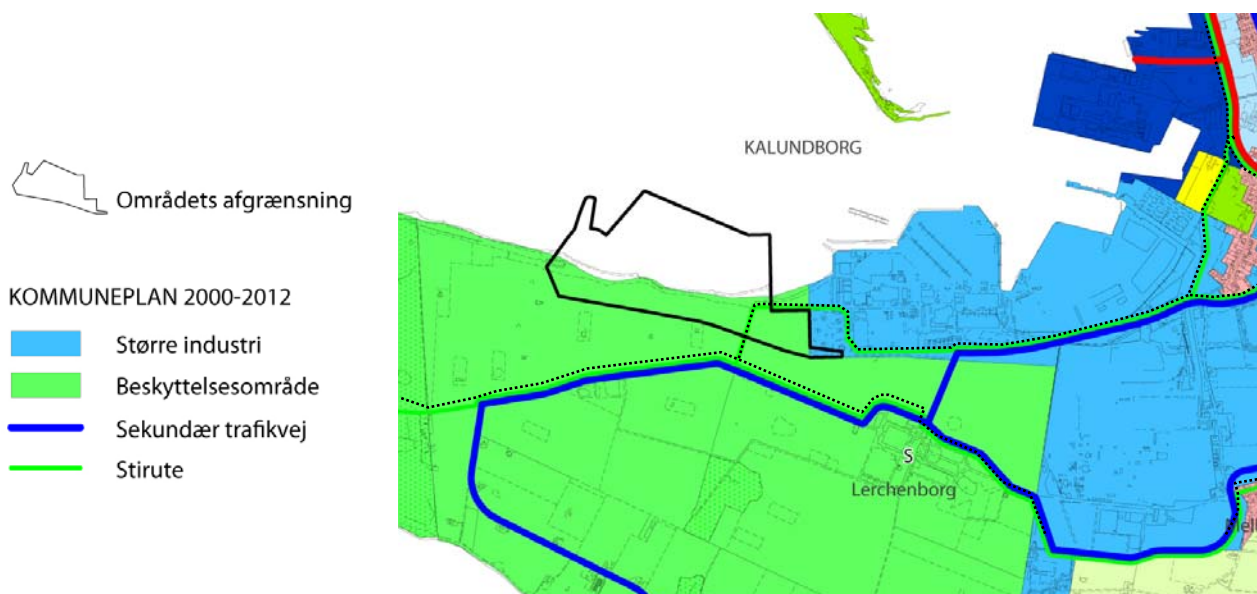 Områdets afgrænsning
KOMMUNEPLAN 2000-2012
Større industri
Beskyttelsesområde
Sekundær trafikvej
Stirute
KALUNDBORG
S
Lerchenborg